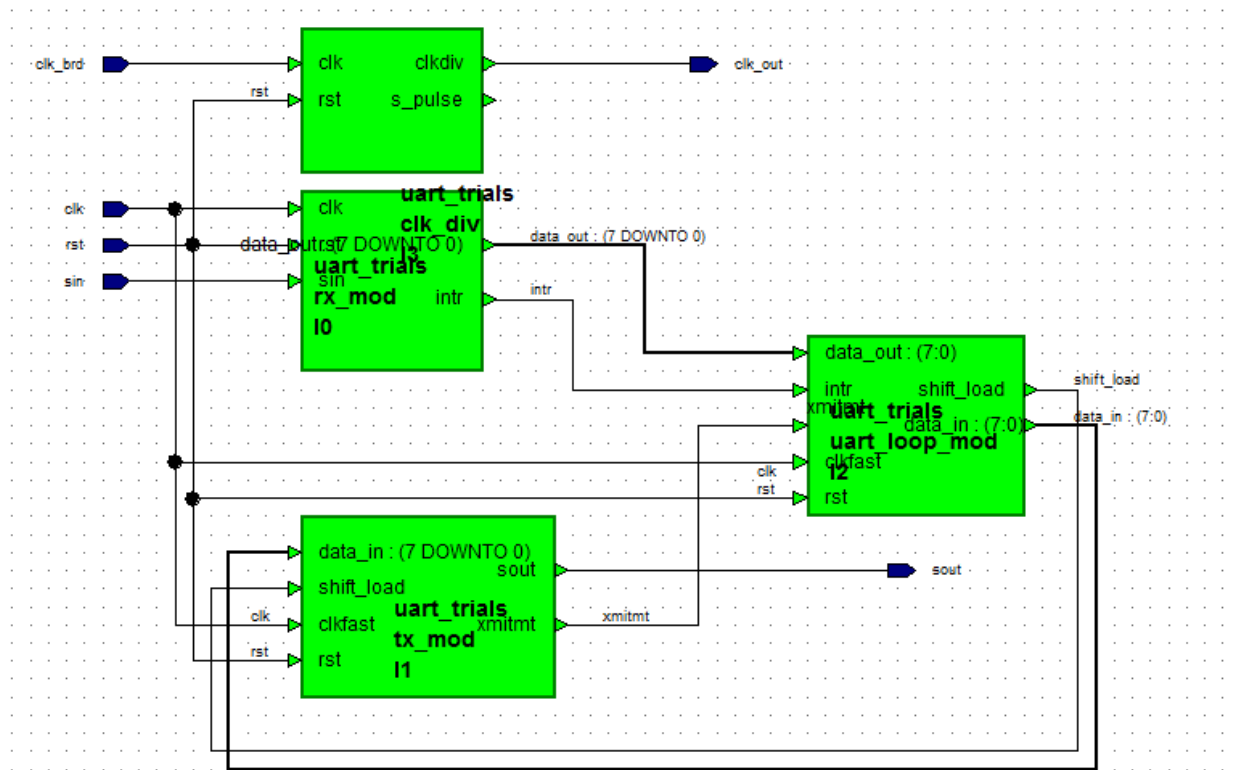 clk_brd
clk
clkdiv
clk_out
rst
rst
s_pulse
uart_trials
clk_div
I3
clk
clk
rst
rst
data_out : (7 DOWNTO 0)
data_out : (7 DOWNTO 0)
sin
sin
uart_trials
rx_mod
I0
intr
intr
data_out : (7:0)
intr
shift_load
shift_load
xmitmt
uart_trials
data_in : (7:0)
data_in : (7:0)
uart_loop_mod
clk
clkfast
I2
rst
rst
data_in : (7 DOWNTO 0)
sout
sout
shift_load
uart_trials
clk
clkfast
xmitmt
xmitmt
tx_mod
rst
rst
I1